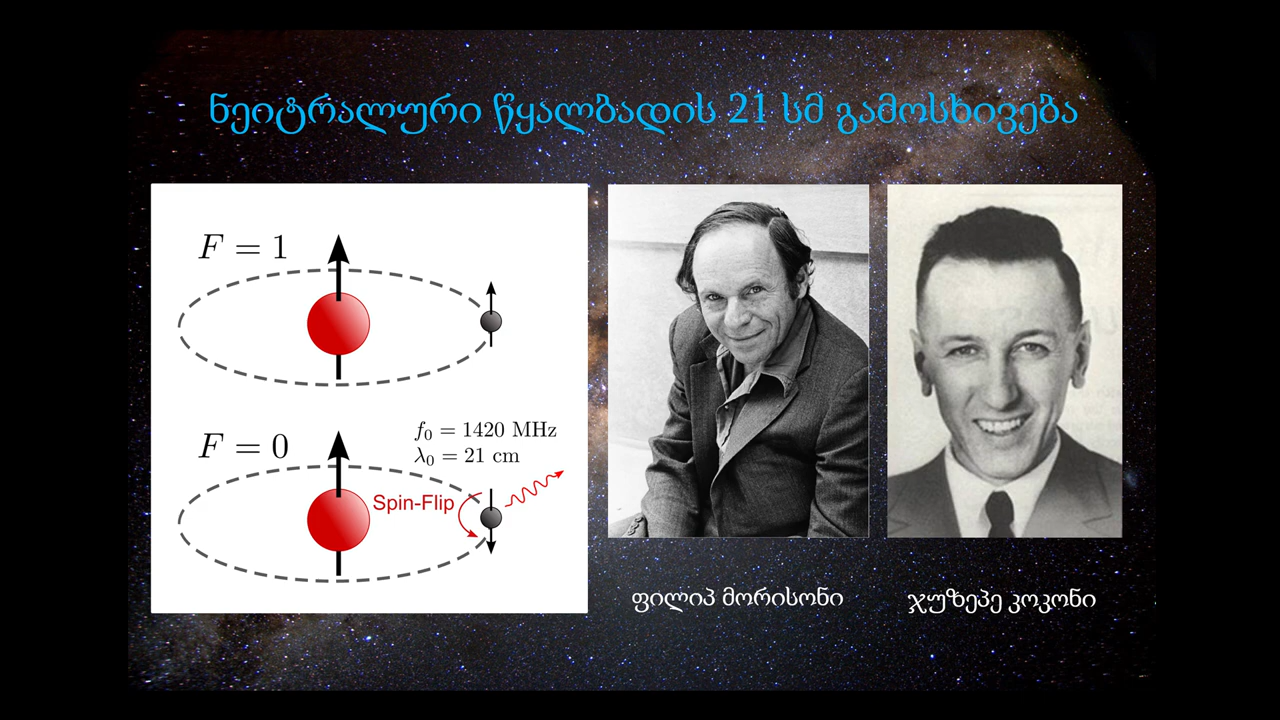 ნეიტრალური წყალბადის 21 სმ გამოსხივება
F = 1
F = 0
f₀ = 1420 MHz
λ₀ = 21 cm
Spin-Flip
ფილიპ მორისონი
ჯუზეპე კოკონი